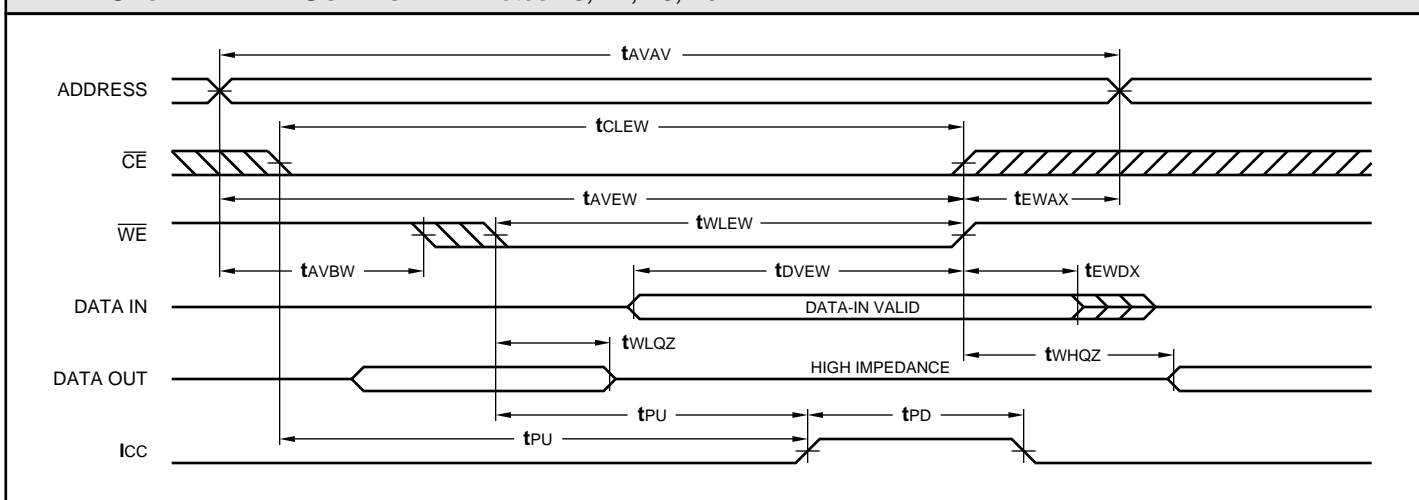 tAVAV
ADDRESS
tCLEW
CE
tAVEW
tEWAX
tWLEW
WE
tAVBW
tDVEW
tEWDX
DATA IN
DATA-IN VALID
tWLQZ
tWHQZ
DATA OUT
HIGH IMPEDANCE
tPU
tPD
tPU
ICC